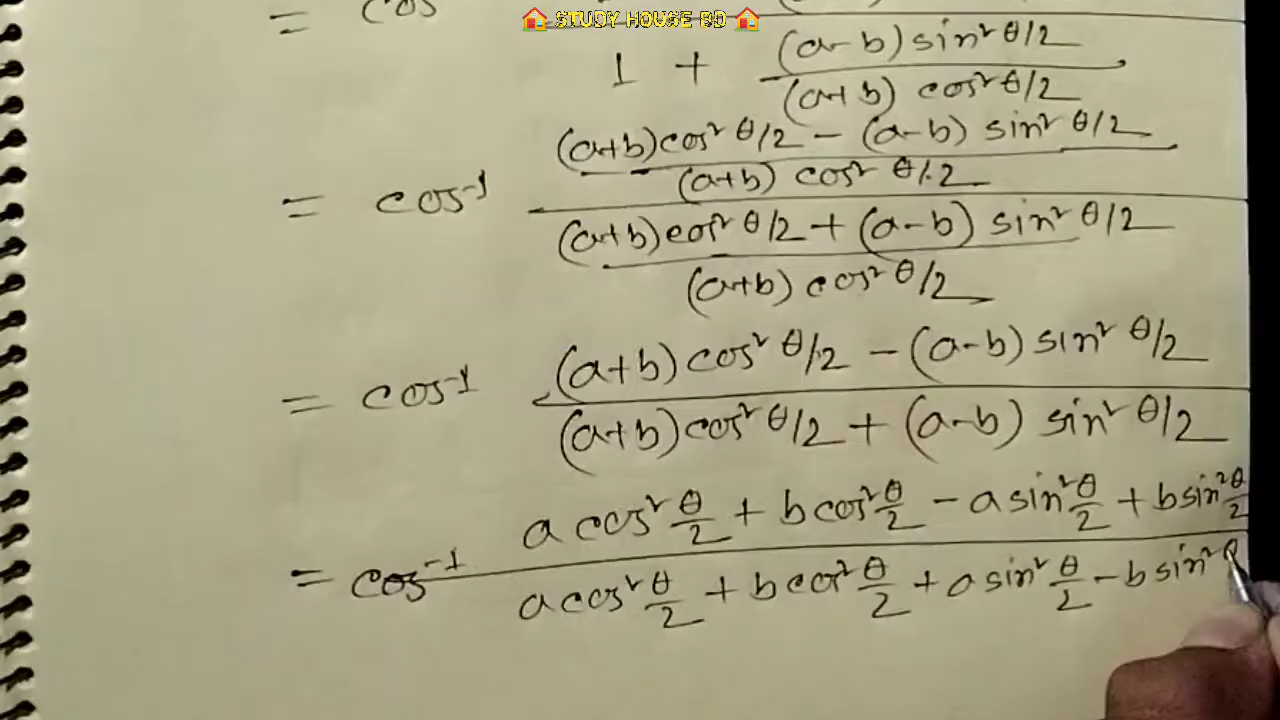 🏠 STUDY HOUSE BD 🏠
= cos
1 + (a-b) sin² θ/2
(a+b) cos² θ/2
(a+b) cos² θ/2 - (a-b) sin² θ/2
(a+b) cos² θ/2
= cos⁻¹
(a+b) cos² θ/2 + (a-b) sin² θ/2
(a+b) cos² θ/2
(a+b) cos² θ/2 - (a-b) sin² θ/2
= cos⁻¹
(a+b) cos² θ/2 + (a-b) sin² θ/2
a cos² θ/2 + b cos² θ/2 - a sin² θ/2 + b sin² θ/2
= cos⁻¹
a cos² θ/2 + b cos² θ/2 + a sin² θ/2 - b sin²